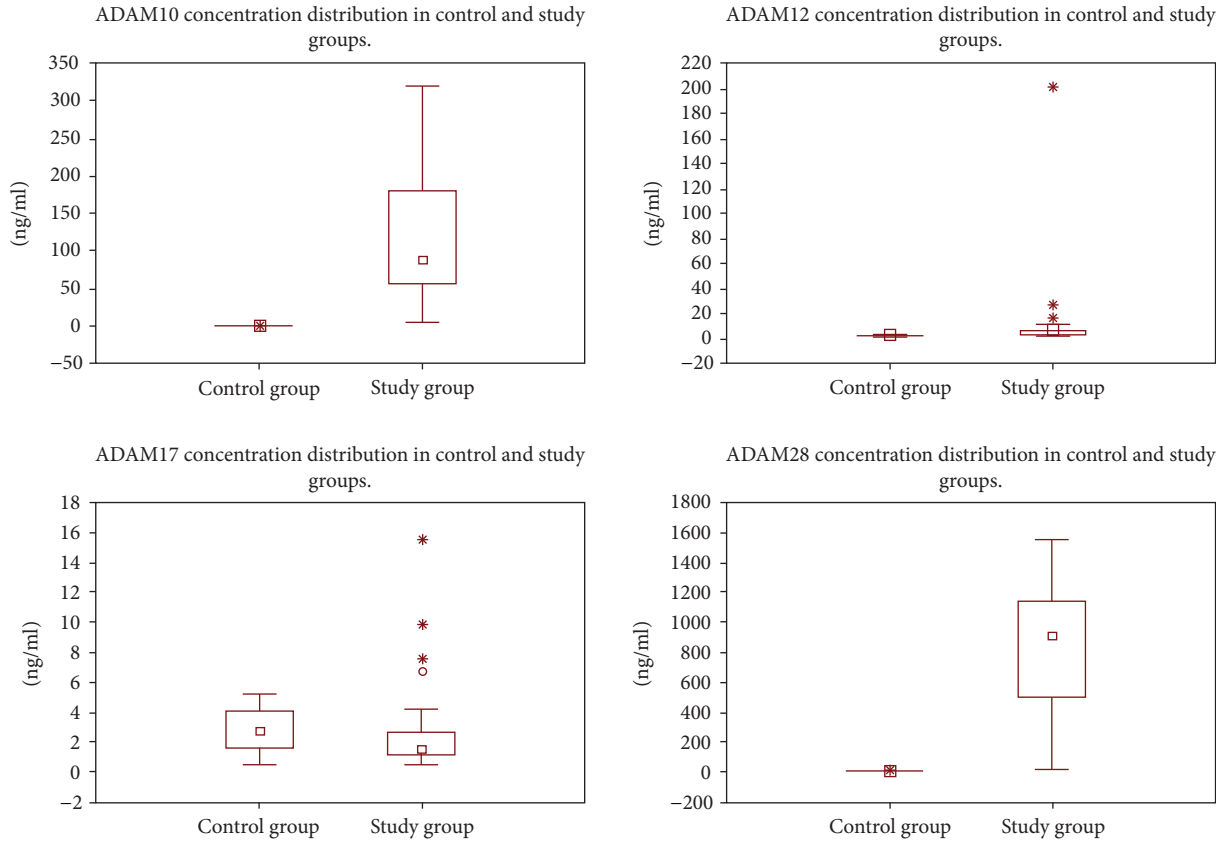 ADAM10 concentration distribution in control and study
groups.
350
300
250
200
150
100
50
0
−50
(ng/ml)
Control group
Study group
ADAM12 concentration distribution in control and study
groups.
220
200
180
160
140
120
100
80
60
40
20
0
−20
(ng/ml)
Control group
Study group
ADAM17 concentration distribution in control and study
groups.
18
16
14
12
10
8
6
4
2
0
−2
(ng/ml)
Control group
Study group
ADAM28 concentration distribution in control and study
groups.
1800
1600
1400
1200
1000
800
600
400
200
0
−200
(ng/ml)
Control group
Study group